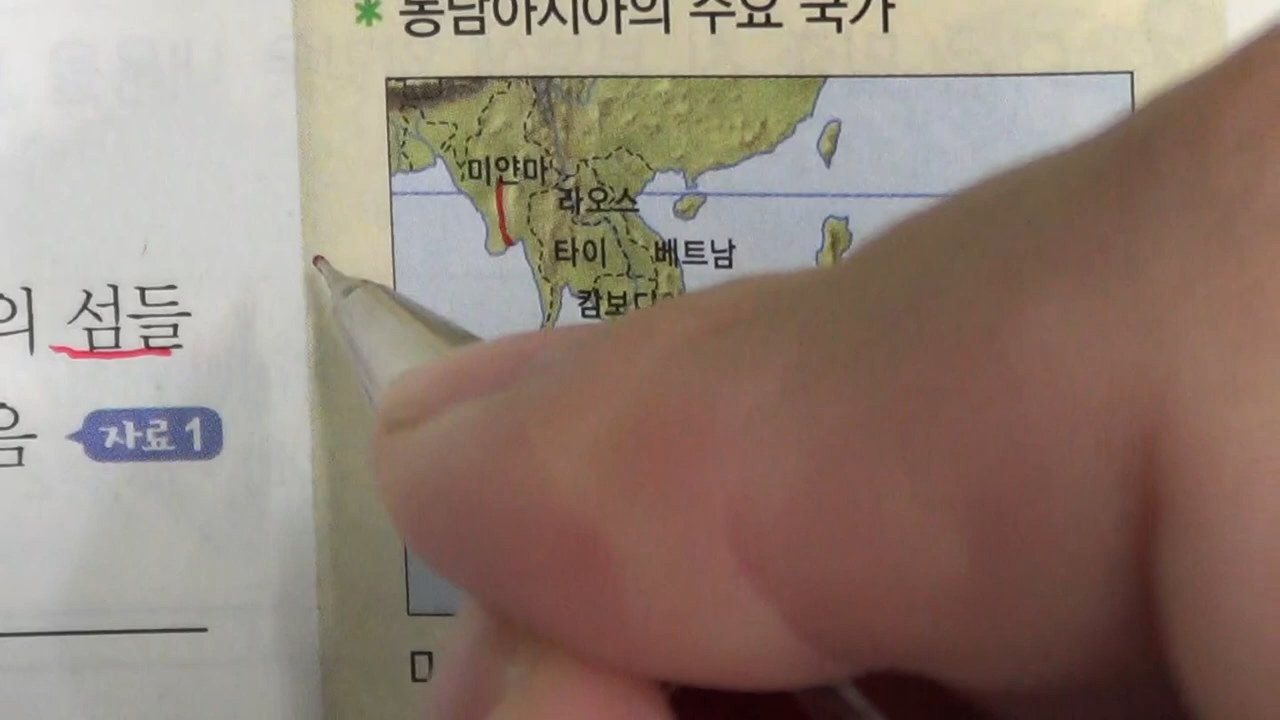 * 동남아시아의 주요 국가
미얀마
라오스
타이
베트남
의 섬들
음
자료 1